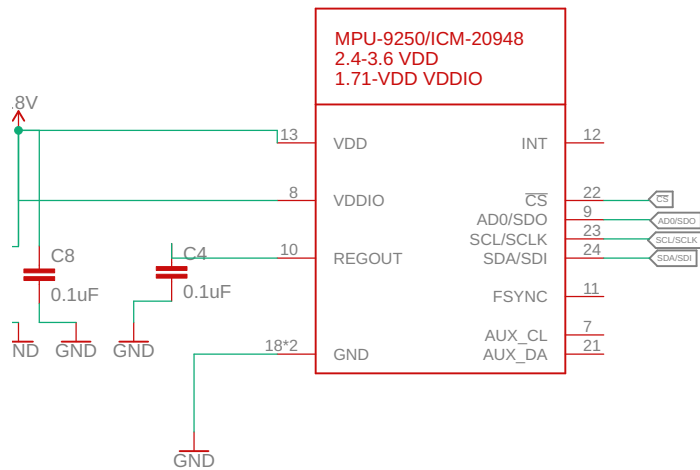 MPU-9250/ICM-20948
2.4-3.6 VDD
1.71-VDD VDDIO
.8V
13 VDD INT 12
8 VDDIO CS 22 CS
AD0/SDO 9 AD0/SDO
SCL/SCLK 23 SCL/SCLK
10 REGOUT SDA/SDI 24 SDA/SDI
C8 C4
0.1uF 0.1uF
FSYNC 11
AUX_CL 7
18*2 GND AUX_DA 21
ND GND GND
GND